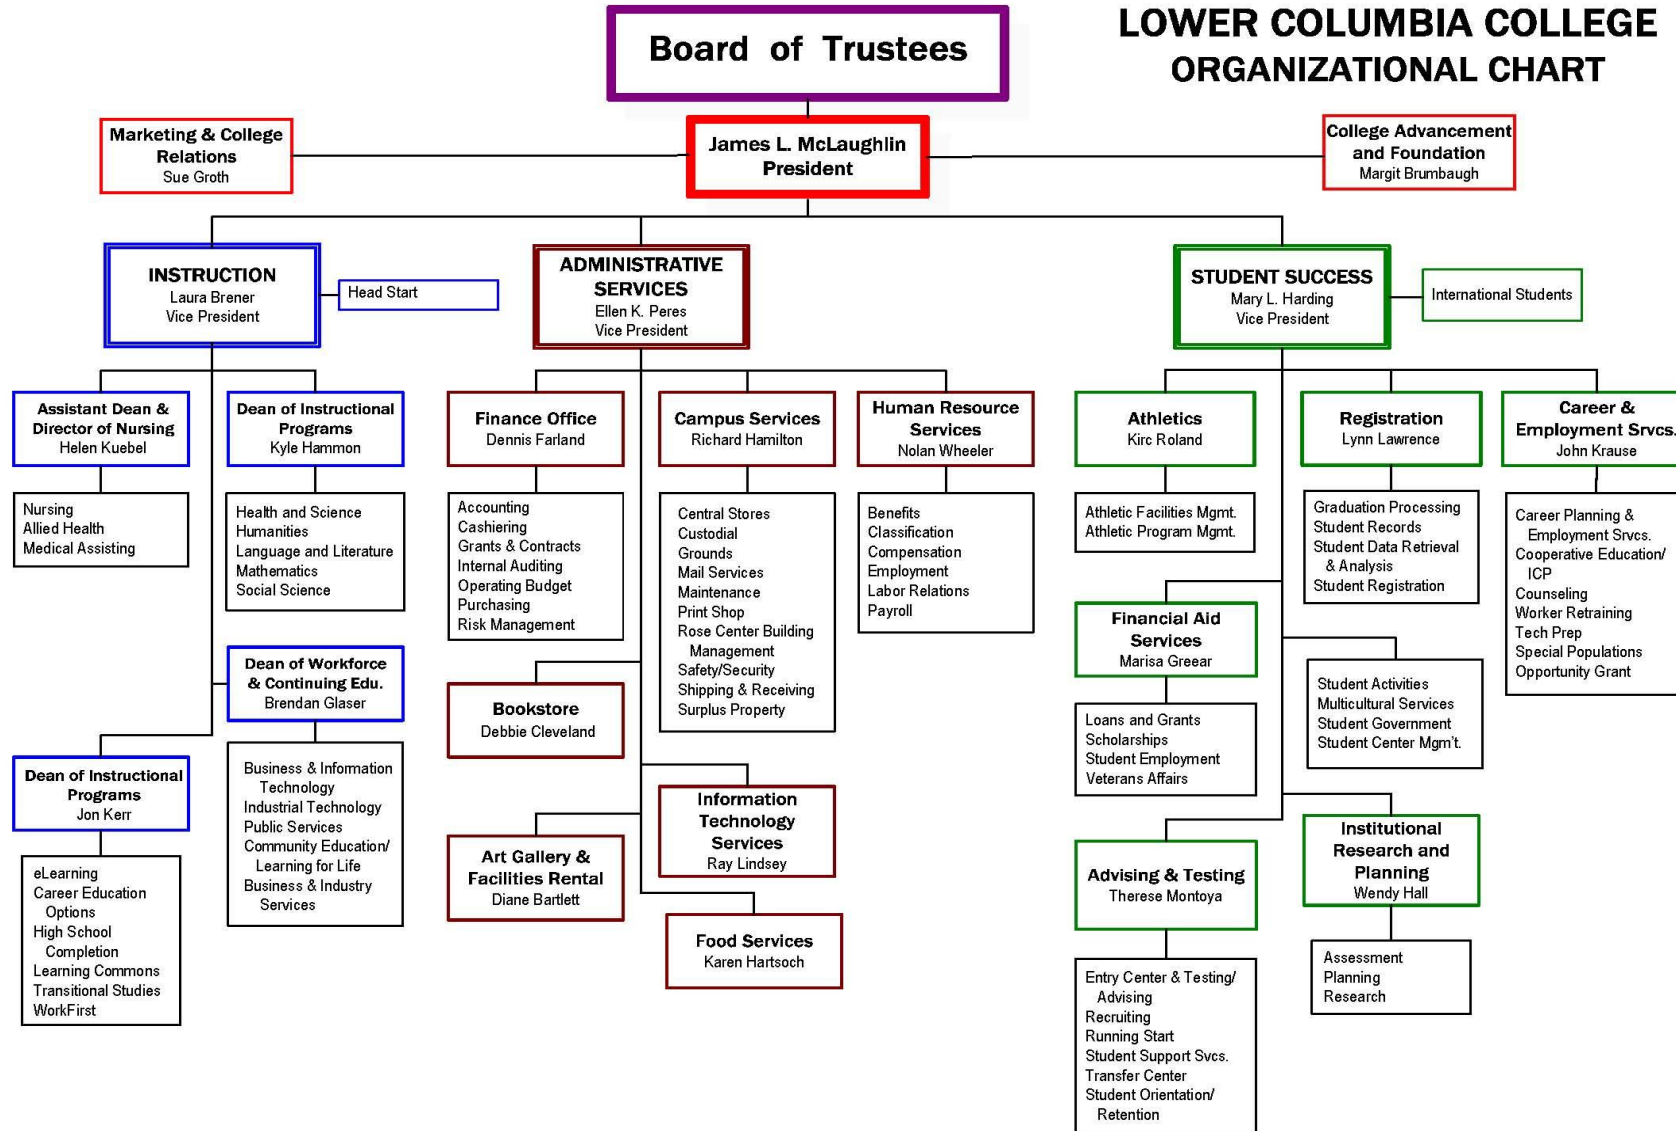 LOWER COLUMBIA COLLEGE
ORGANIZATIONAL CHART
Board of Trustees
Marketing & College
Relations
Sue Groth
James L. McLaughlin
President
College Advancement
and Foundation
Margit Brumbaugh
INSTRUCTION
Laura Brener
Vice President
Head Start
ADMINISTRATIVE
SERVICES
Ellen K. Peres
Vice President
STUDENT SUCCESS
Mary L. Harding
Vice President
International Students
Assistant Dean &
Director of Nursing
Helen Kuebel
Nursing
Allied Health
Medical Assisting
Dean of Instructional
Programs
Kyle Hammon
Health and Science
Humanities
Language and Literature
Mathematics
Social Science
Dean of Workforce
& Continuing Edu.
Brendan Glaser
Business & Information
Technology
Industrial Technology
Public Services
Community Education/
Learning for Life
Business & Industry
Services
Dean of Instructional
Programs
Jon Kerr
eLearning
Career Education
Options
High School
Completion
Learning Commons
Transitional Studies
WorkFirst
Finance Office
Dennis Farland
Accounting
Cashiering
Grants & Contracts
Internal Auditing
Operating Budget
Purchasing
Risk Management
Campus Services
Richard Hamilton
Central Stores
Custodial
Grounds
Mail Services
Maintenance
Print Shop
Rose Center Building
Management
Safety/Security
Shipping & Receiving
Surplus Property
Human Resource
Services
Nolan Wheeler
Benefits
Classification
Compensation
Employment
Labor Relations
Payroll
Bookstore
Debbie Cleveland
Information
Technology
Services
Ray Lindsey
Art Gallery &
Facilities Rental
Diane Bartlett
Food Services
Karen Hartsoch
Athletics
Kirc Roland
Athletic Facilities Mgmt.
Athletic Program Mgmt.
Registration
Lynn Lawrence
Graduation Processing
Student Records
Student Data Retrieval
& Analysis
Student Registration
Career &
Employment Srvcs.
John Krause
Career Planning &
Employment Srvcs.
Cooperative Education/
ICP
Counseling
Worker Retraining
Tech Prep
Special Populations
Opportunity Grant
Financial Aid
Services
Marisa Greear
Loans and Grants
Scholarships
Student Employment
Veterans Affairs
Student Activities
Multicultural Services
Student Government
Student Center Mgm't.
Advising & Testing
Therese Montoya
Entry Center & Testing/
Advising
Recruiting
Running Start
Student Support Svcs.
Transfer Center
Student Orientation/
Retention
Institutional
Research and
Planning
Wendy Hall
Assessment
Planning
Research